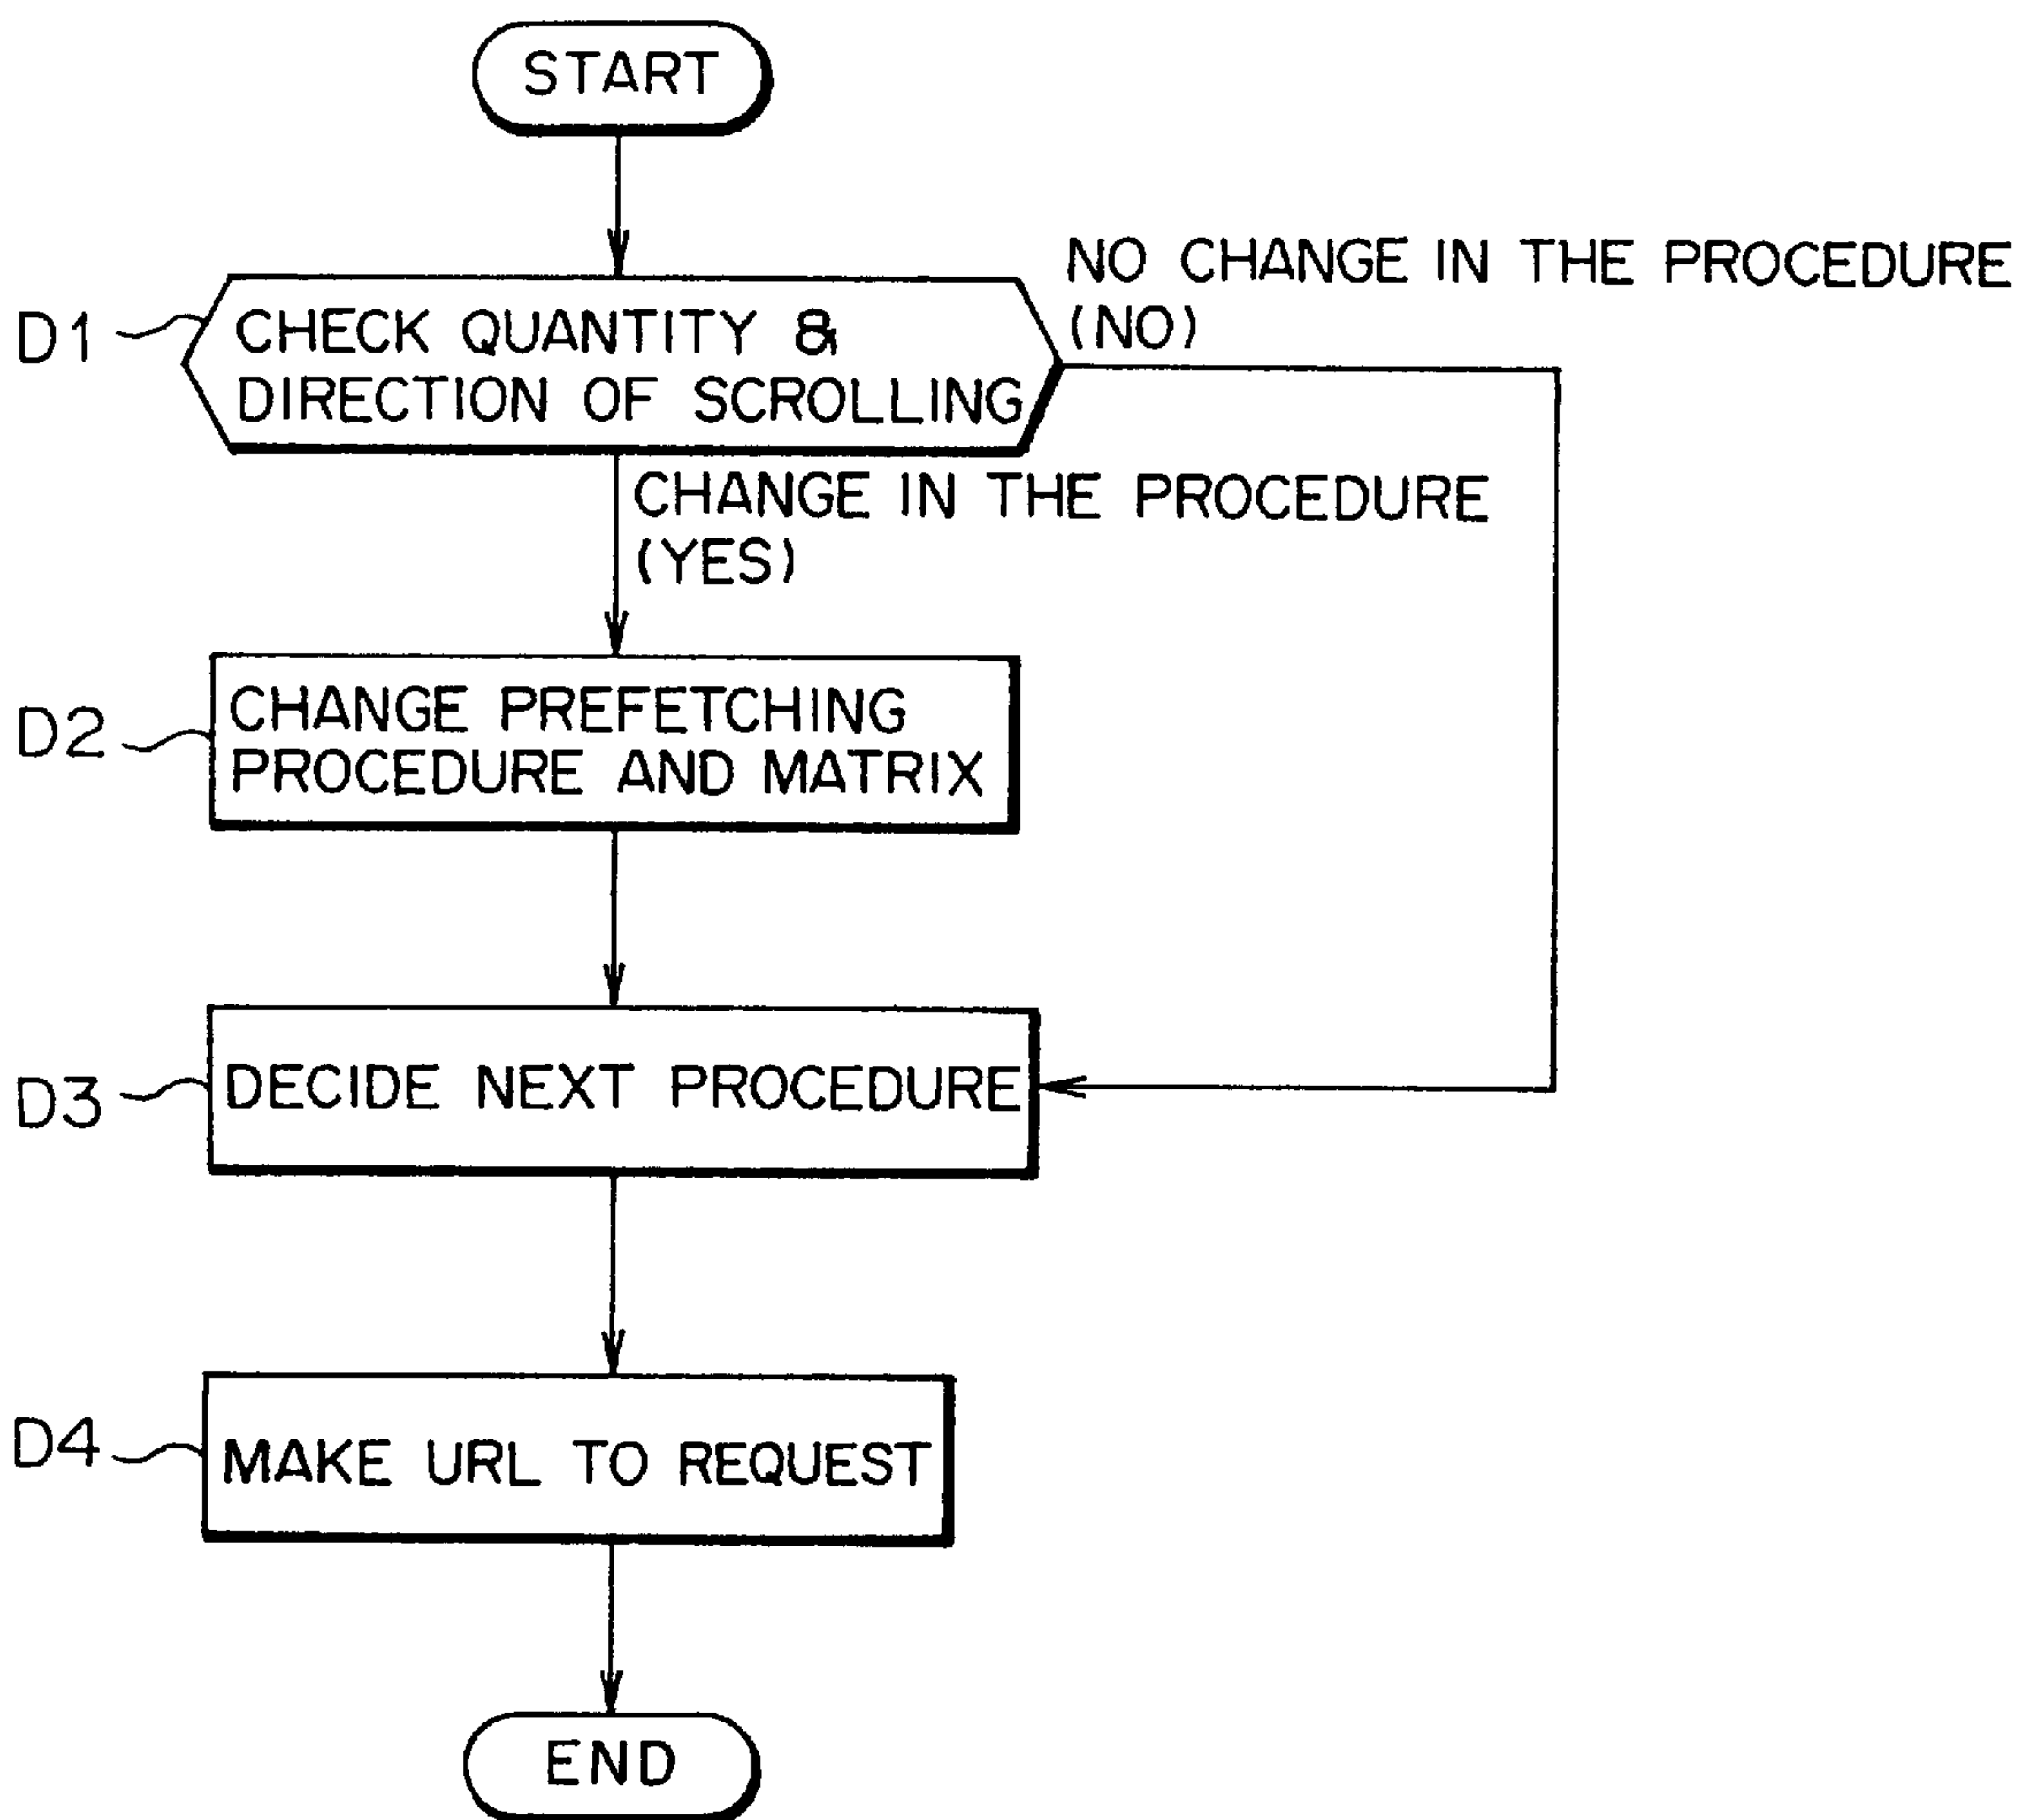 START
NO CHANGE IN THE PROCEDURE
(NO)
D1
CHECK QUANTITY &
DIRECTION OF SCROLLING
CHANGE IN THE PROCEDURE
(YES)
D2
CHANGE PREFETCHING
PROCEDURE AND MATRIX
D3
DECIDE NEXT PROCEDURE
D4
MAKE URL TO REQUEST
END